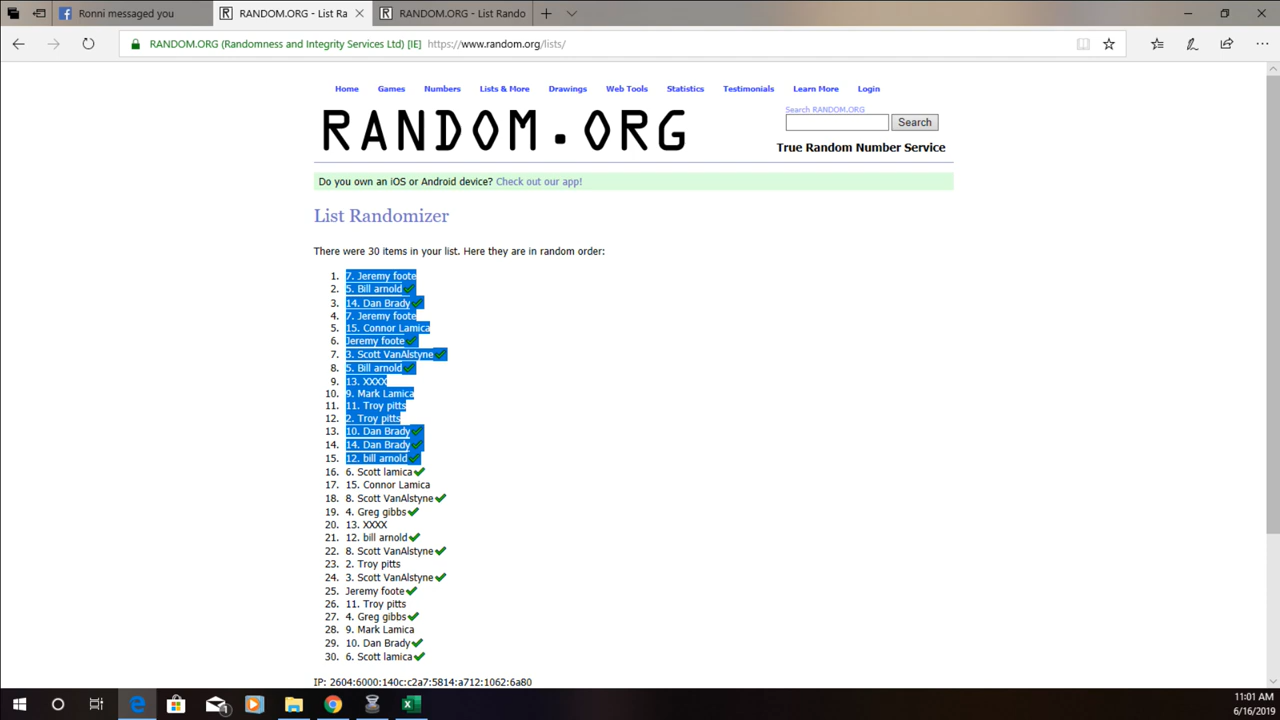 Ronni messaged you
RANDOM.ORG - List Ra
RANDOM.ORG - List Rando
RANDOM.ORG (Randomness and Integrity Services Ltd) [IE] https://www.random.org/lists/
Home Games Numbers Lists & More Drawings Web Tools Statistics Testimonials Learn More Login
RANDOM.ORG
Search RANDOM.ORG
Search
True Random Number Service
Do you own an iOS or Android device? Check out our app!
List Randomizer
There were 30 items in your list. Here they are in random order:
1. 7. Jeremy foote
2. 5. Bill arnold✔
3. 14. Dan Brady✔
4. 7. Jeremy foote
5. 15. Connor Lamica
6. Jeremy foote✔
7. 3. Scott VanAlstyne✔
8. 5. Bill arnold✔
9. 13. XXXX
10. 9. Mark Lamica
11. 11. Troy pitts
12. 2. Troy pitts
13. 10. Dan Brady✔
14. 14. Dan Brady✔
15. 12. bill arnold✔
16. 6. Scott lamica✔
17. 15. Connor Lamica
18. 8. Scott VanAlstyne✔
19. 4. Greg gibbs✔
20. 13. XXXX
21. 12. bill arnold✔
22. 8. Scott VanAlstyne✔
23. 2. Troy pitts
24. 3. Scott VanAlstyne✔
25. Jeremy foote✔
26. 11. Troy pitts
27. 4. Greg gibbs✔
28. 9. Mark Lamica
29. 10. Dan Brady✔
30. 6. Scott lamica✔
IP: 2604:6000:140c:c2a7:5814:a712:1062:6a80
11:01 AM
6/16/2019